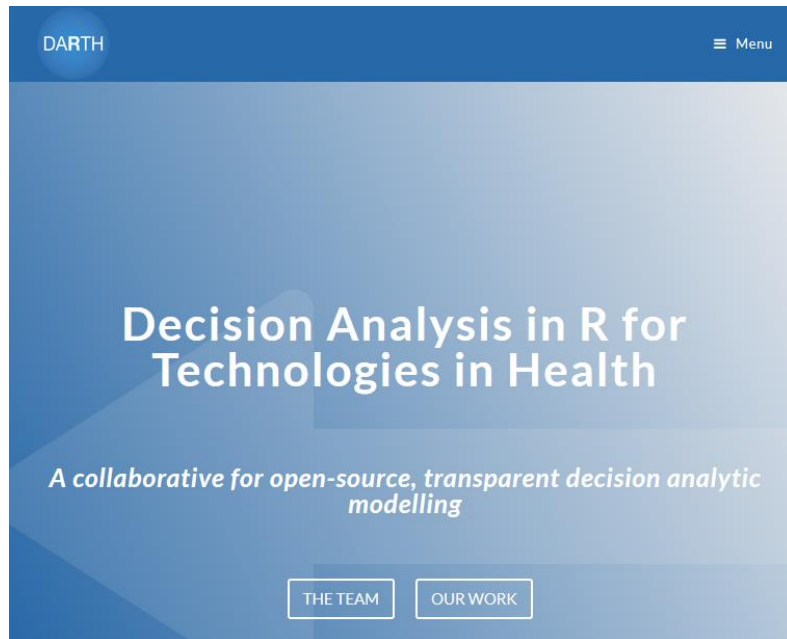 DARTH
Menu
Decision Analysis in R for
Technologies in Health
A collaborative for open-source, transparent decision analytic
modelling
THE TEAM
OUR WORK